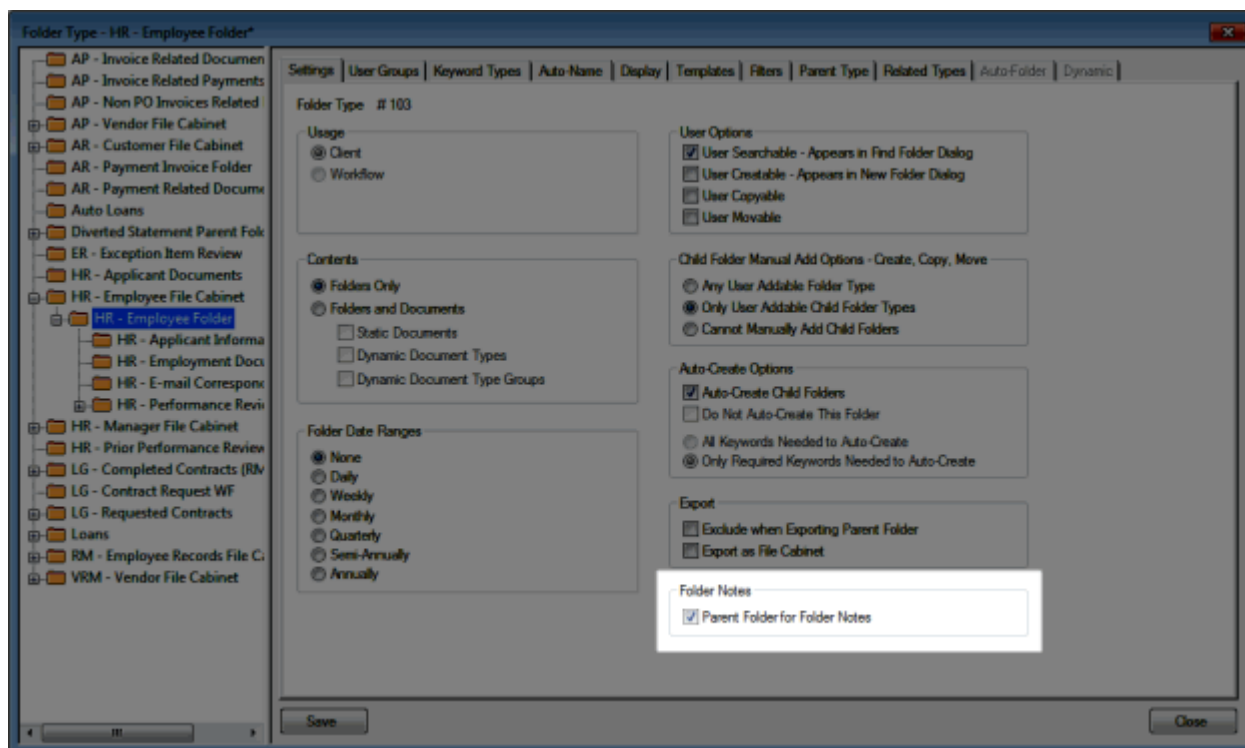 Folder Type - HR - Employee Folder*
AP - Invoice Related Documen
AP - Invoice Related Payments
AP - Non PO Invoices Related
AP - Vendor File Cabinet
AR - Customer File Cabinet
AR - Payment Invoice Folder
AR - Payment Related Docume
Auto Loans
Diverted Statement Parent Fol
ER - Exception Item Review
HR - Applicant Documents
HR - Employee File Cabinet
HR - Employee Folder
HR - Applicant Informa
HR - Employment Docu
HR - E-mail Correspon
HR - Performance Revi
HR - Manager File Cabinet
HR - Prior Performance Review
LG - Completed Contracts (RM
LG - Contract Request WF
LG - Requested Contracts
Loans
RM - Employee Records File Ca
VRM - Vendor File Cabinet
Settings User Groups Keyword Types Auto-Name Display Templates Filters Parent Type Related Types Auto-Folder Dynamic
Folder Type # 103
Usage
Client
Workflow
Contents
Folders Only
Folders and Documents
Static Documents
Dynamic Document Types
Dynamic Document Type Groups
Folder Date Ranges
None
Daily
Weekly
Monthly
Quarterly
Semi-Annually
Annually
User Options
User Searchable - Appears in Find Folder Dialog
User Creatable - Appears in New Folder Dialog
User Copyable
User Movable
Child Folder Manual Add Options - Create, Copy, Move
Any User Addable Folder Type
Only User Addable Child Folder Types
Cannot Manually Add Child Folders
Auto-Create Options
Auto-Create Child Folders
Do Not Auto-Create This Folder
All Keywords Needed to Auto-Create
Only Required Keywords Needed to Auto-Create
Export
Exclude when Exporting Parent Folder
Export as File Cabinet
Folder Notes
Parent Folder for Folder Notes
Save
Close